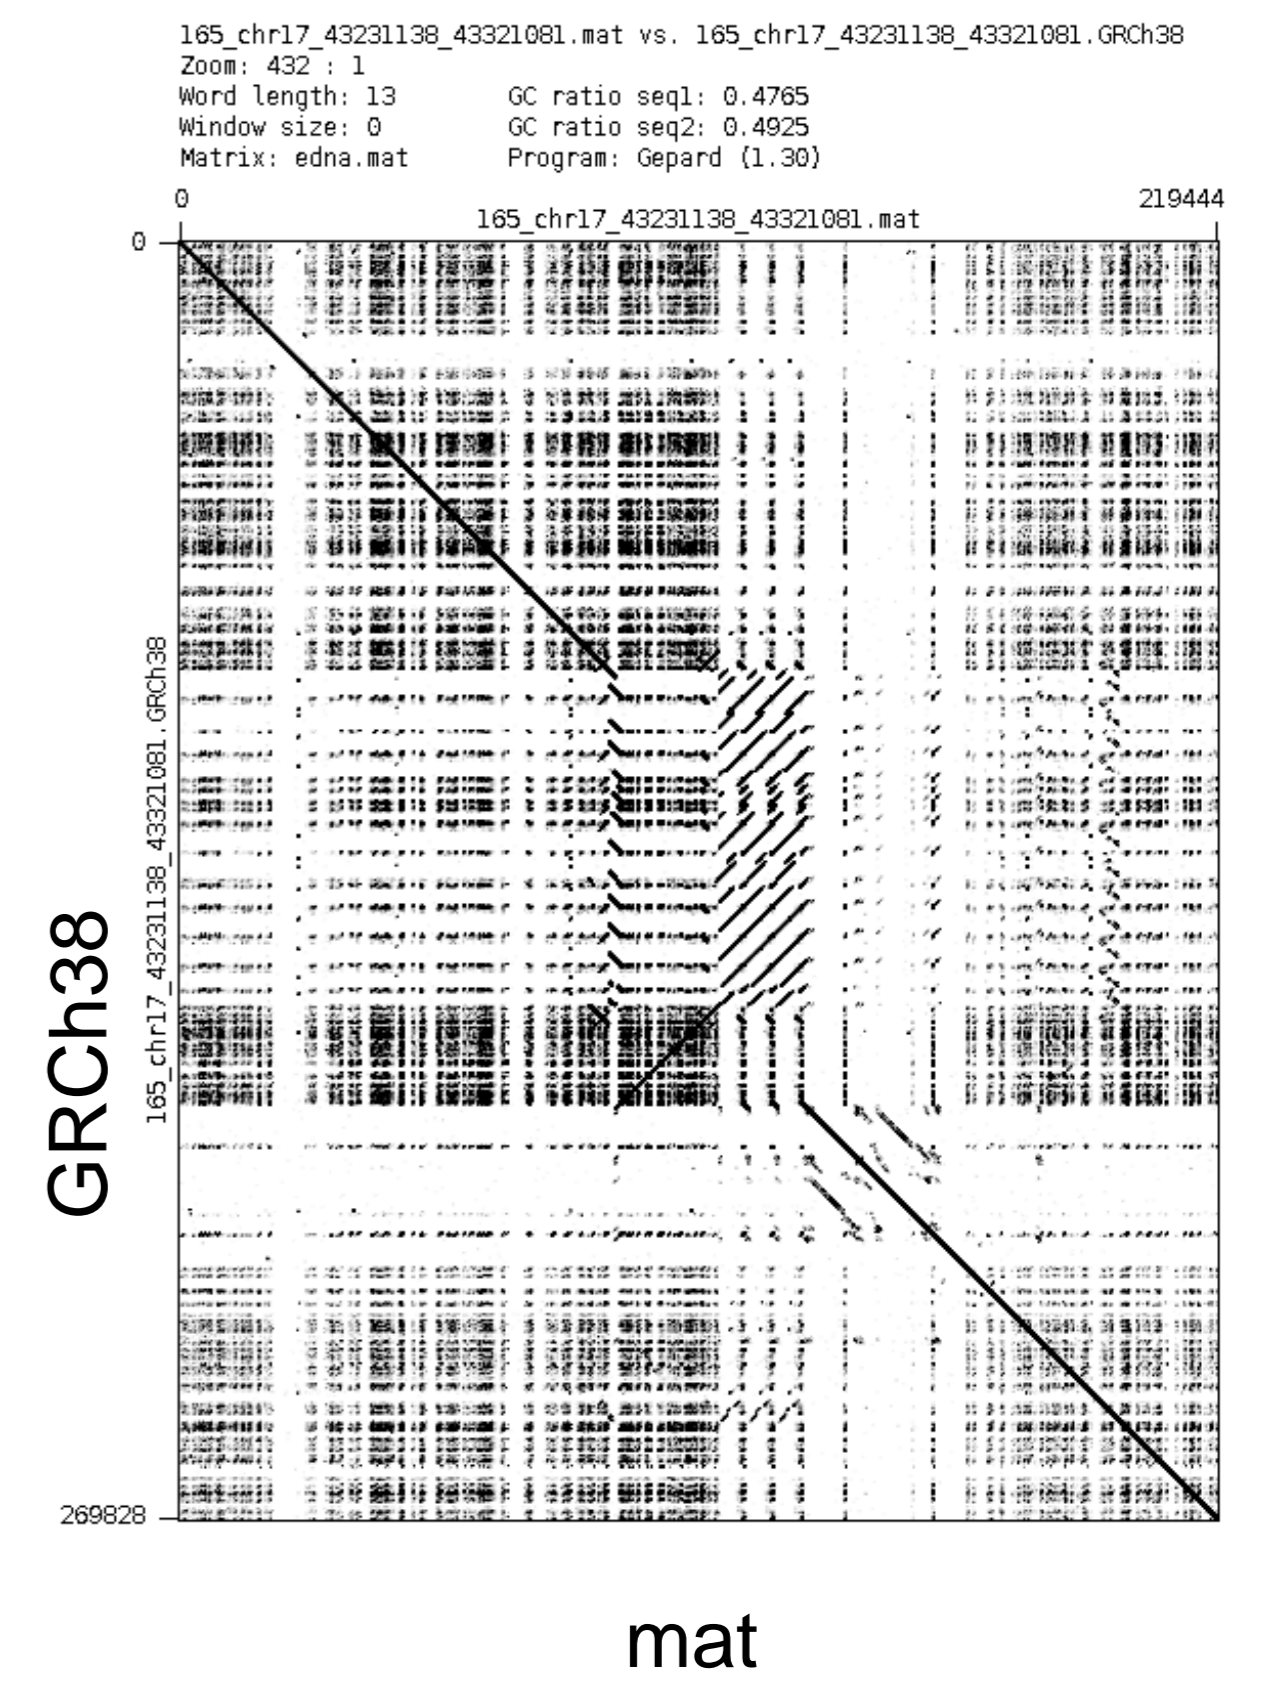 165_chr17_43231138_43321081.mat vs. 165_chr17_43231138_43321081.GRCh38
Zoom: 432 : 1
Word length: 13 GC ratio seq1: 0.4765
Window size: 0 GC ratio seq2: 0.4925
Matrix: edna.mat Program: Gepard (1.30)
0 219444
165_chr17_43231138_43321081.mat
0
165_chr17_43231138_43321081.GRCh38
GRCh38
269828
mat